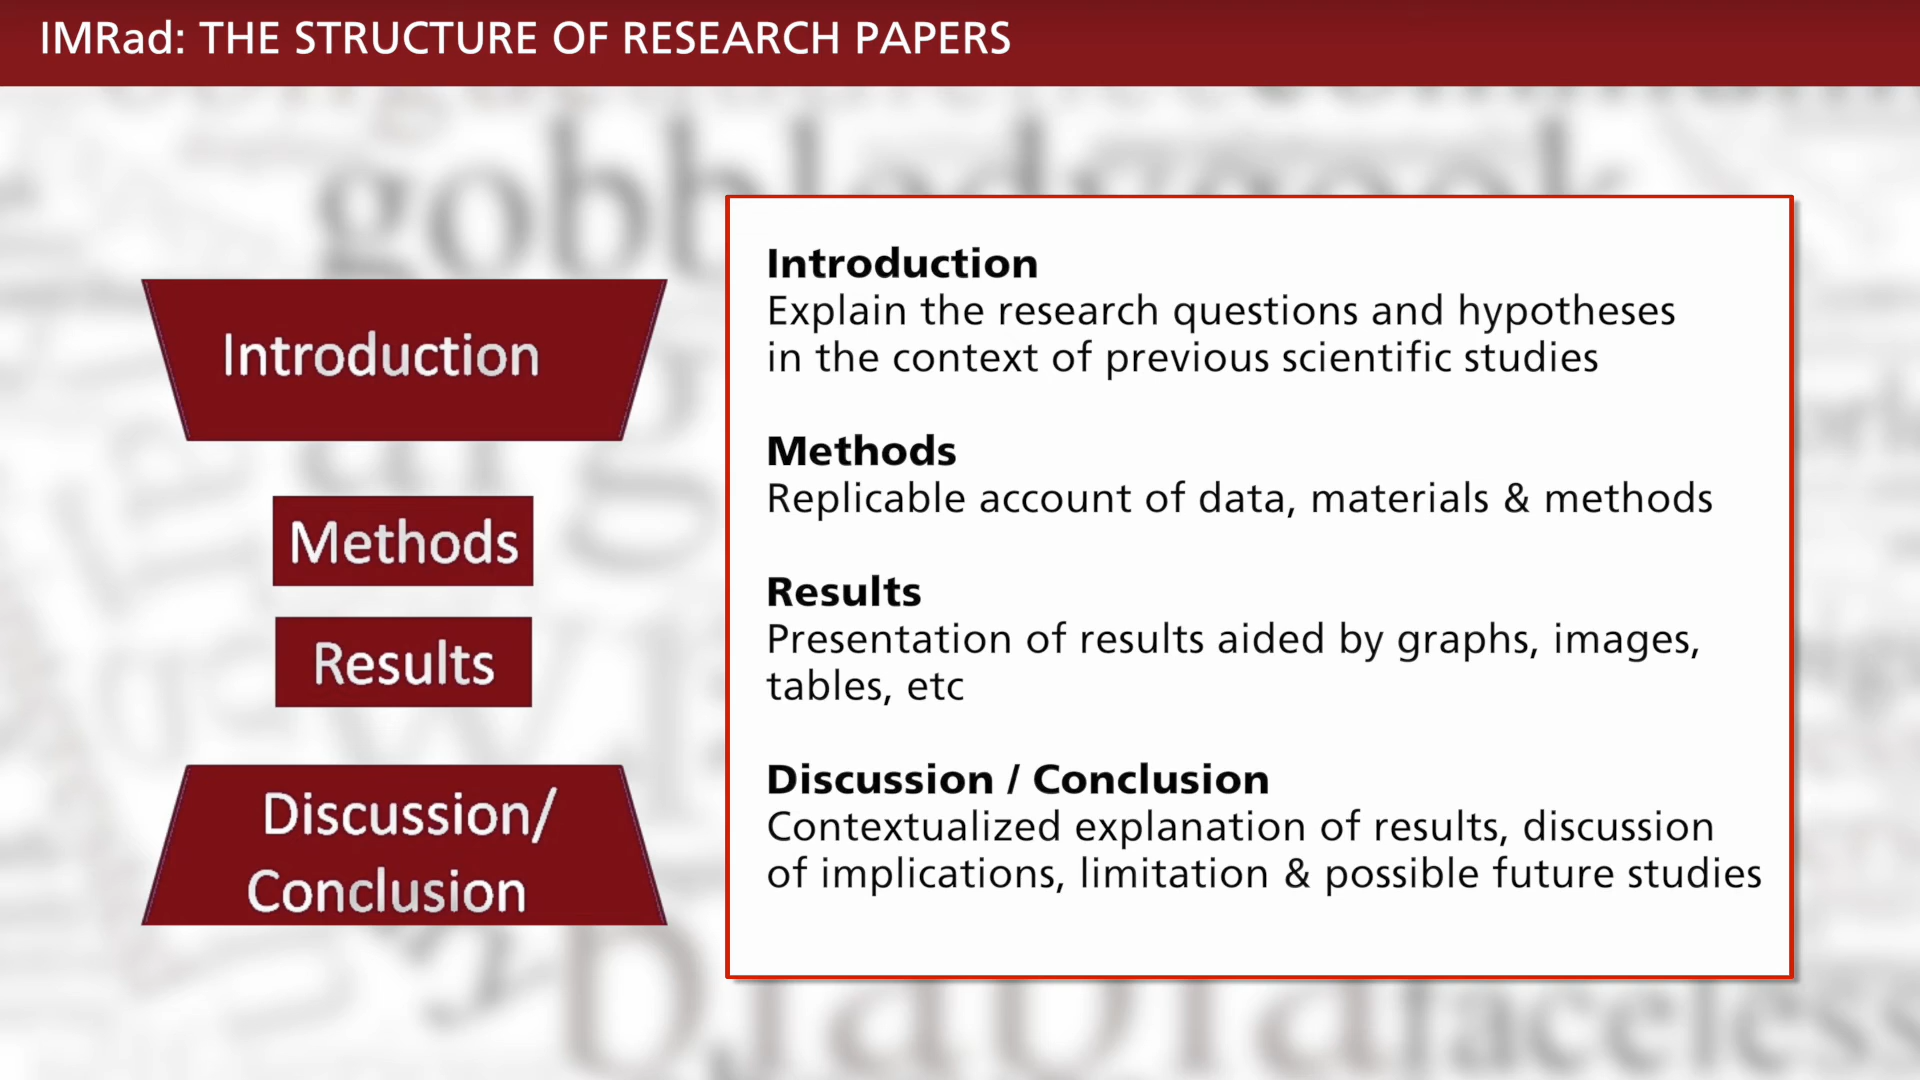 IMRad: THE STRUCTURE OF RESEARCH PAPERS
gobbledygook
Introduction
Methods
Results
Discussion/
Conclusion
Introduction
Explain the research questions and hypotheses
in the context of previous scientific studies
Methods
Replicable account of data, materials & methods
Results
Presentation of results aided by graphs, images,
tables, etc
Discussion / Conclusion
Contextualized explanation of results, discussion
of implications, limitation & possible future studies
faceless